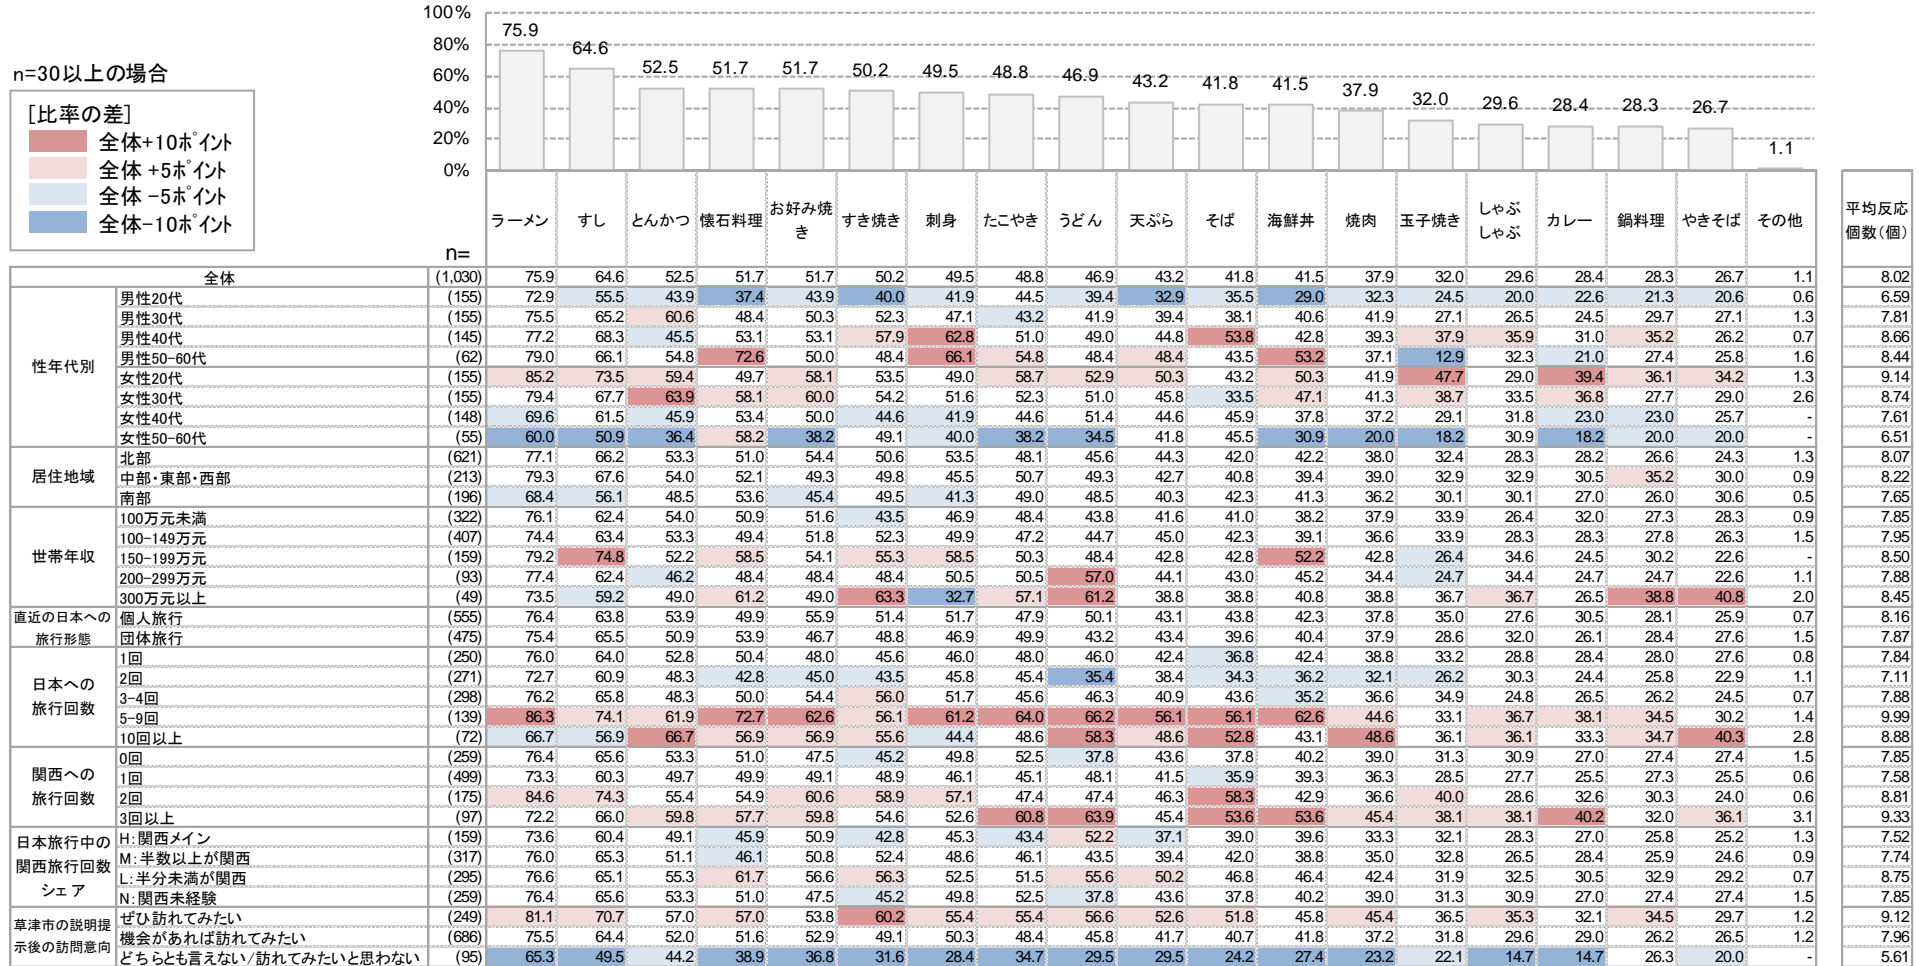 100%
80%
60%
40%
20%
0%
75.9 64.6 52.5 51.7 51.7 50.2 49.5 48.8 46.9 43.2 41.8 41.5 37.9 32.0 29.6 28.4 28.3 26.7 1.1
n=30以上の場合
[比率の差]
全体+10ﾎﾟｲﾝﾄ
全体 +5ﾎﾟｲﾝﾄ
全体 -5ﾎﾟｲﾝﾄ
全体-10ﾎﾟｲﾝﾄ
n= ラーメン すし とんかつ 懐石料理 お好み焼き すき焼き 刺身 たこやき うどん 天ぷら そば 海鮮丼 焼肉 玉子焼き しゃぶしゃぶ カレー 鍋料理 やきそば その他 平均反応個数(個)
全体 (1,030) 75.9 64.6 52.5 51.7 51.7 50.2 49.5 48.8 46.9 43.2 41.8 41.5 37.9 32.0 29.6 28.4 28.3 26.7 1.1 8.02
性年代別
男性20代 (155) 72.9 55.5 43.9 37.4 43.9 40.0 41.9 44.5 39.4 32.9 35.5 29.0 32.3 24.5 20.0 22.6 21.3 20.6 0.6 6.59
男性30代 (155) 75.5 65.2 60.6 48.4 50.3 52.3 47.1 43.2 41.9 39.4 38.1 40.6 41.9 27.1 26.5 24.5 29.7 27.1 1.3 7.81
男性40代 (145) 77.2 68.3 45.5 53.1 53.1 57.9 62.8 51.0 49.0 44.8 53.8 42.8 39.3 37.9 35.9 31.0 35.2 26.2 0.7 8.66
男性50-60代 (62) 79.0 66.1 54.8 72.6 50.0 48.4 66.1 54.8 48.4 48.4 43.5 53.2 37.1 12.9 32.3 21.0 27.4 25.8 1.6 8.44
女性20代 (155) 85.2 73.5 59.4 49.7 58.1 53.5 49.0 58.7 52.9 50.3 43.2 50.3 41.9 47.7 29.0 39.4 36.1 34.2 1.3 9.14
女性30代 (155) 79.4 67.7 63.9 58.1 60.0 54.2 51.6 52.3 51.0 45.8 33.5 47.1 41.3 38.7 33.5 36.8 27.7 29.0 2.6 8.74
女性40代 (148) 69.6 61.5 45.9 53.4 50.0 44.6 41.9 44.6 51.4 44.6 45.9 37.8 37.2 29.1 31.8 23.0 23.0 25.7 - 7.61
女性50-60代 (55) 60.0 50.9 36.4 58.2 38.2 49.1 40.0 38.2 34.5 41.8 45.5 30.9 20.0 18.2 30.9 18.2 20.0 20.0 - 6.51
居住地域
北部 (621) 77.1 66.2 53.3 51.0 54.4 50.6 53.5 48.1 45.6 44.3 42.0 42.2 38.0 32.4 28.3 28.2 26.6 24.3 1.3 8.07
中部・東部・西部 (213) 79.3 67.6 54.0 52.1 49.3 49.8 45.5 50.7 49.3 42.7 40.8 39.4 39.0 32.9 32.9 30.5 35.2 30.0 0.9 8.22
南部 (196) 68.4 56.1 48.5 53.6 45.4 49.5 41.3 49.0 48.5 40.3 42.3 41.3 36.2 30.1 30.1 27.0 26.0 30.6 0.5 7.65
世帯年収
100万元未満 (322) 76.1 62.4 54.0 50.9 51.6 43.5 46.9 48.4 43.8 41.6 41.0 38.2 37.9 33.9 26.4 32.0 27.3 28.3 0.9 7.85
100-149万元 (407) 74.4 63.4 53.3 49.4 51.8 52.3 49.9 47.2 44.7 45.0 42.3 39.1 36.6 33.9 28.3 28.3 27.8 26.3 1.5 7.95
150-199万元 (159) 79.2 74.8 52.2 58.5 54.1 55.3 58.5 50.3 48.4 42.8 42.8 52.2 42.8 26.4 34.6 24.5 30.2 22.6 - 8.50
200-299万元 (93) 77.4 62.4 46.2 48.4 48.4 48.4 50.5 50.5 57.0 44.1 43.0 45.2 34.4 24.7 34.4 24.7 24.7 22.6 1.1 7.88
300万元以上 (49) 73.5 59.2 49.0 61.2 49.0 63.3 32.7 57.1 61.2 38.8 38.8 40.8 38.8 36.7 36.7 26.5 38.8 40.8 2.0 8.45
直近の日本への
旅行形態
個人旅行 (555) 76.4 63.8 53.9 49.9 55.9 51.4 51.7 47.9 50.1 43.1 43.8 42.3 37.8 35.0 27.6 30.5 28.1 25.9 0.7 8.16
団体旅行 (475) 75.4 65.5 50.9 53.9 46.7 48.8 46.9 49.9 43.2 43.4 39.6 40.4 37.9 28.6 32.0 26.1 28.4 27.6 1.5 7.87
日本への
旅行回数
1回 (250) 76.0 64.0 52.8 50.4 48.0 45.6 46.0 48.0 46.0 42.4 36.8 42.4 38.8 33.2 28.8 28.4 28.0 27.6 0.8 7.84
2回 (271) 72.7 60.9 48.3 42.8 45.0 43.5 45.8 45.4 35.4 38.4 34.3 36.2 32.1 26.2 30.3 24.4 25.8 22.9 1.1 7.11
3-4回 (298) 76.2 65.8 48.3 50.0 54.4 56.0 51.7 45.6 46.3 40.9 43.6 35.2 36.6 34.9 24.8 26.5 26.2 24.5 0.7 7.88
5-9回 (139) 86.3 74.1 61.9 72.7 62.6 56.1 61.2 64.0 66.2 56.1 56.1 62.6 44.6 33.1 36.7 38.1 34.5 30.2 1.4 9.99
10回以上 (72) 66.7 56.9 66.7 56.9 56.9 55.6 44.4 48.6 58.3 48.6 52.8 43.1 48.6 36.1 36.1 33.3 34.7 40.3 2.8 8.88
関西への
旅行回数
0回 (259) 76.4 65.6 53.3 51.0 47.5 45.2 49.8 52.5 37.8 43.6 37.8 40.2 39.0 31.3 30.9 27.0 27.4 27.4 1.5 7.85
1回 (499) 73.3 60.3 49.7 49.9 49.1 48.9 46.1 45.1 48.1 41.5 35.9 39.3 36.3 28.5 27.7 25.5 27.3 25.5 0.6 7.58
2回 (175) 84.6 74.3 55.4 54.9 60.6 58.9 57.1 47.4 47.4 46.3 58.3 42.9 36.6 40.0 28.6 32.6 30.3 24.0 0.6 8.81
3回以上 (97) 72.2 66.0 59.8 57.7 59.8 54.6 52.6 60.8 63.9 45.4 53.6 53.6 45.4 38.1 38.1 40.2 32.0 36.1 3.1 9.33
日本旅行中の
関西旅行回数
シェア
H:関西メイン (159) 73.6 60.4 49.1 45.9 50.9 42.8 45.3 43.4 52.2 37.1 39.0 39.6 33.3 32.1 28.3 27.0 25.8 25.2 1.3 7.52
M:半数以上が関西 (317) 76.0 65.3 51.1 46.1 50.8 52.4 48.6 46.1 43.5 39.4 42.0 38.8 35.0 32.8 26.5 28.4 25.9 24.6 0.9 7.74
L:半分未満が関西 (295) 76.6 65.1 55.3 61.7 56.6 56.3 52.5 51.5 55.6 50.2 46.8 46.4 42.4 31.9 32.5 30.5 32.9 29.2 0.7 8.75
N:関西未経験 (259) 76.4 65.6 53.3 51.0 47.5 45.2 49.8 52.5 37.8 43.6 37.8 40.2 39.0 31.3 30.9 27.0 27.4 27.4 1.5 7.85
草津市の説明提
示後の訪問意向
ぜひ訪れてみたい (249) 81.1 70.7 57.0 57.0 53.8 60.2 55.4 55.4 56.6 52.6 51.8 45.8 45.4 36.5 35.3 32.1 34.5 29.7 1.2 9.12
機会があれば訪れてみたい (686) 75.5 64.4 52.0 51.6 52.9 49.1 50.3 48.4 45.8 41.7 40.7 41.8 37.2 31.8 29.6 29.0 26.2 26.5 1.2 7.96
どちらとも言えない/訪れてみたいと思わない (95) 65.3 49.5 44.2 38.9 36.8 31.6 28.4 34.7 29.5 29.5 24.2 27.4 23.2 22.1 14.7 14.7 26.3 20.0 - 5.61